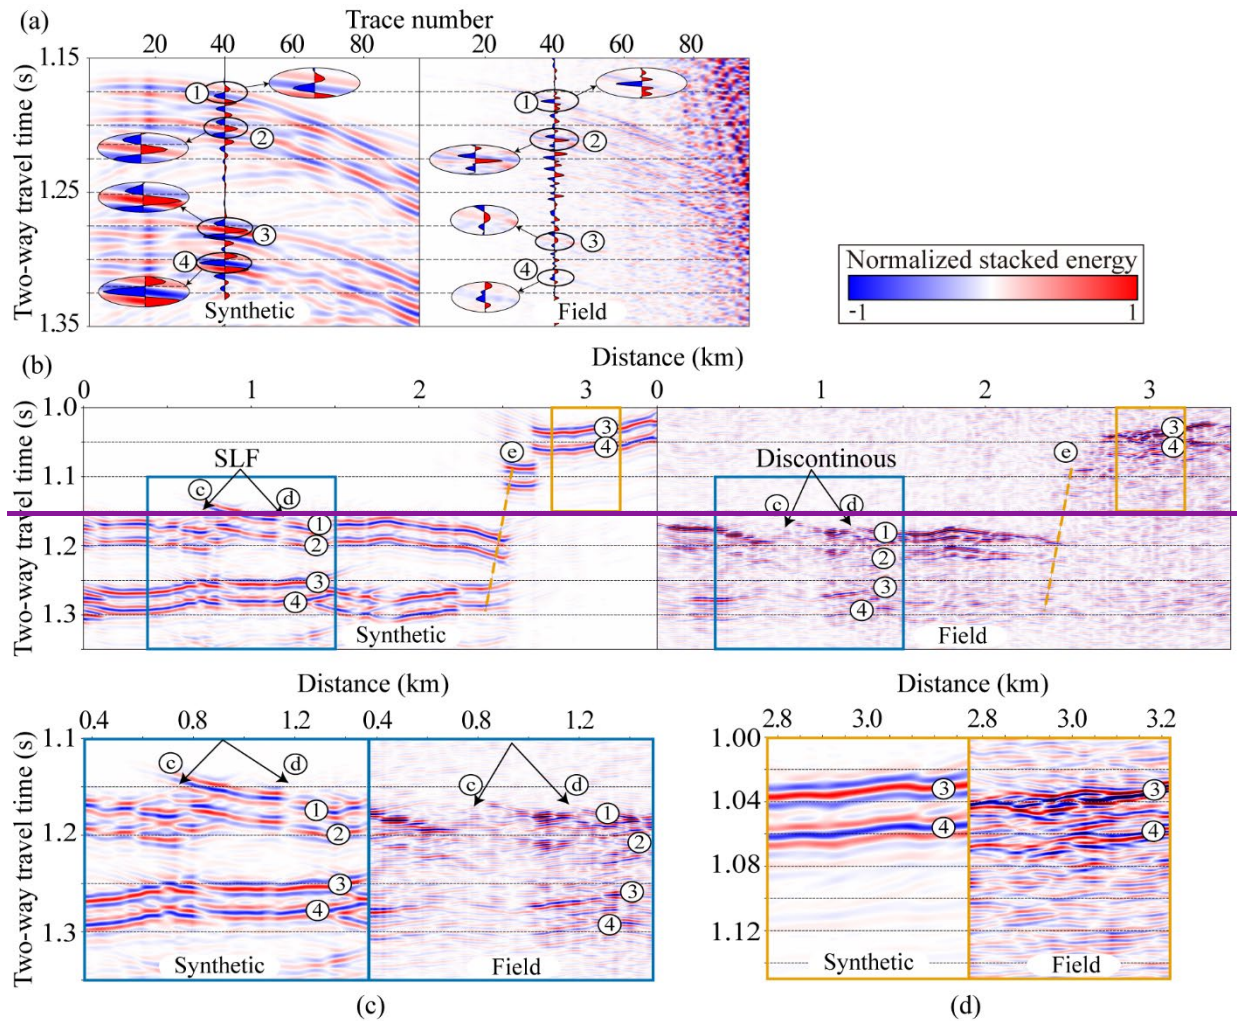 (a)
Trace number
20 40 60 80 20 40 60 80
Two-way travel time (s)
1.15
1.25
1.35
1
2
3
4
Synthetic
1
2
3
4
Field
Normalized stacked energy
-1 1
(b)
Distance (km)
0 1 2 3 0 1 2 3
Two-way travel time (s)
1.0
1.1
1.2
1.3
SLF
c
d
e
1
2
3
4
3
4
Synthetic
Discontinous
c
d
e
1
2
3
4
3
4
Field
Distance (km)
0.4 0.8 1.2 0.4 0.8 1.2
Two-way travel time (s)
1.1
1.2
1.3
c
d
1
2
3
4
Synthetic
c
d
1
2
3
4
Field
(c)
Distance (km)
2.8 3.0 2.8 3.0 3.2
1.00
1.04
1.08
1.12
3
4
Synthetic
3
4
Field
(d)